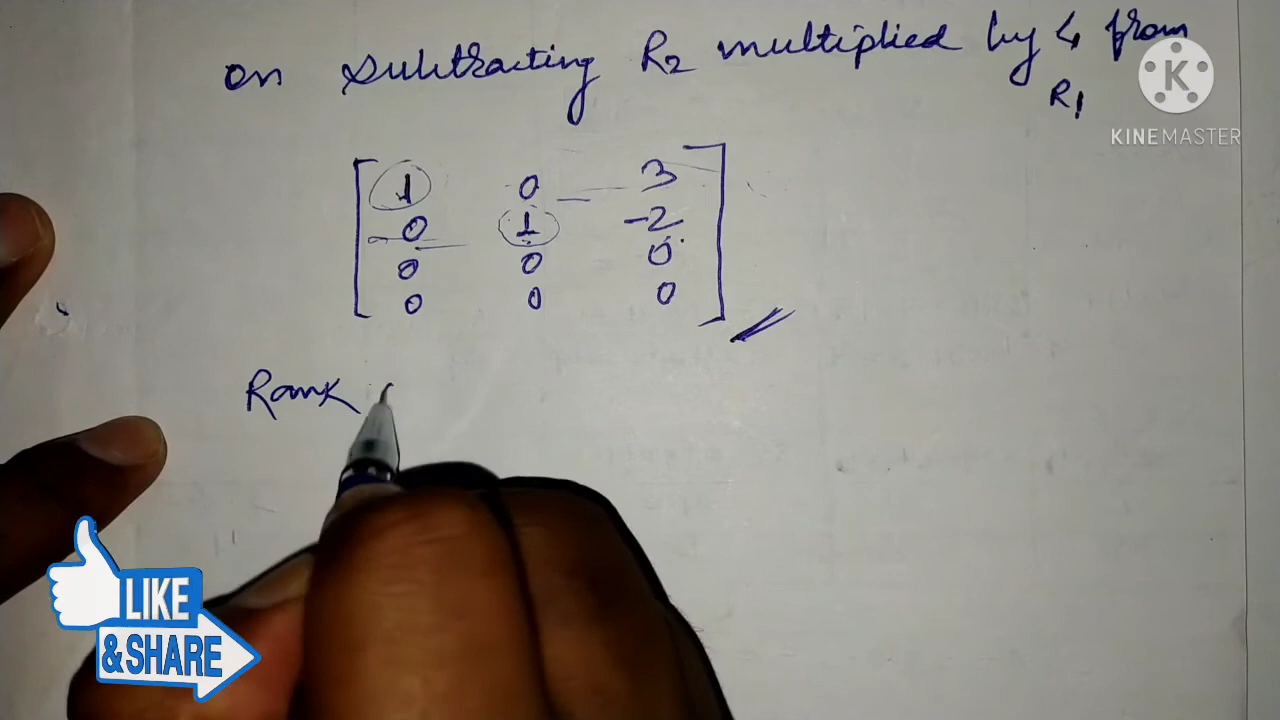 on subtracting R2 multiplied by 4 from
R1
K
KINEMASTER
1 0 3
0 1 -2
0 0 0
0 0 0
Rank
LIKE
& SHARE